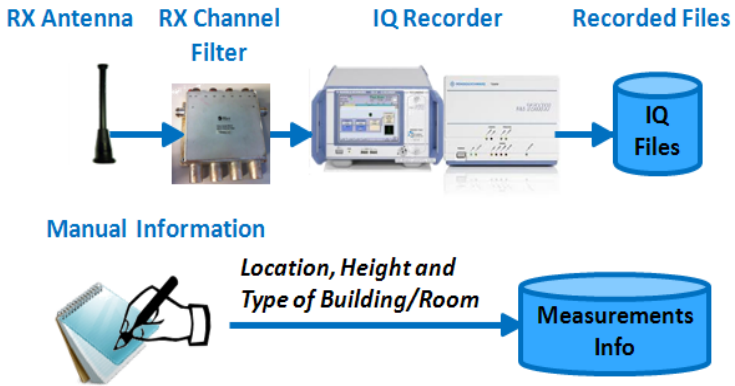 RX Antenna
RX Channel
Filter
IQ Recorder
Recorded Files
IQ
Files
Manual Information
Location, Height and
Type of Building/Room
Measurements
Info